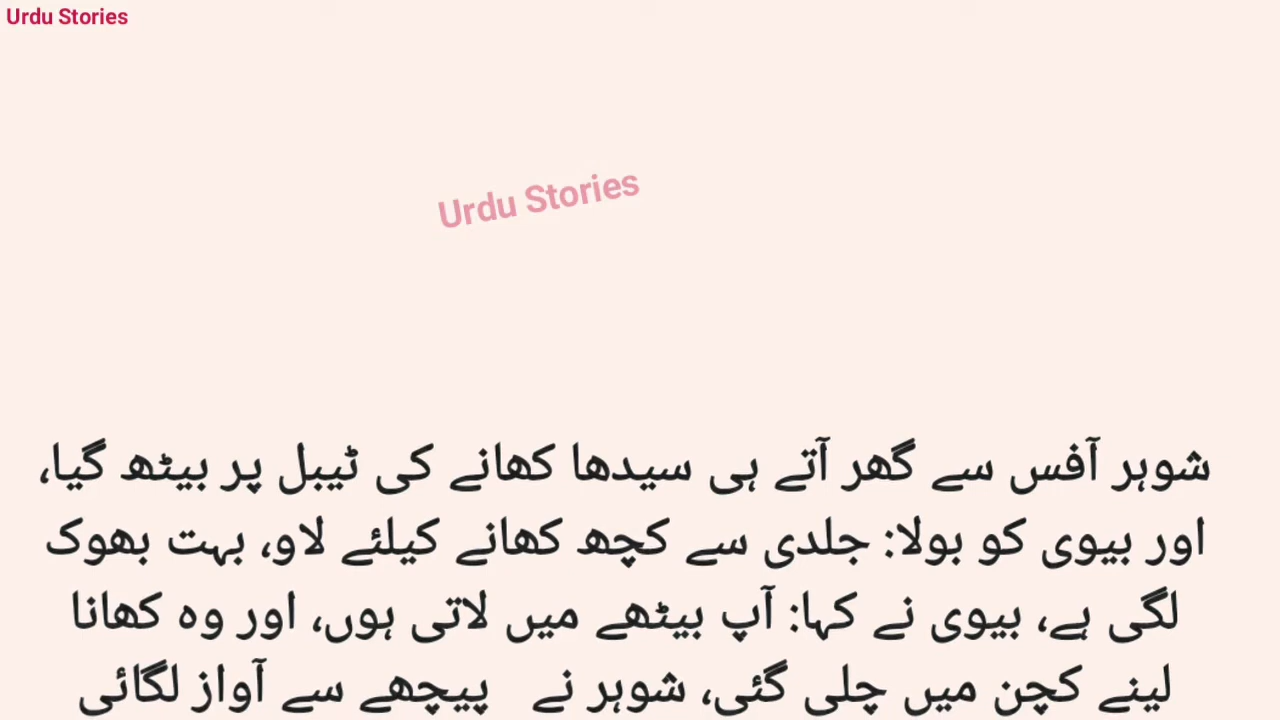 Urdu Stories
Urdu Stories
شوہر آفس سے گھر آتے ہی سیدھا کھانے کی ٹیبل پر بیٹھ گیا،
اور بیوی کو بولا: جلدی سے کچھ کھانے کیلئے لاو، بہت بھوک
لگی ہے، بیوی نے کہا: آپ بیٹھے میں لاتی ہوں، اور وہ کھانا
لینے کچن میں چلی گئی، شوہر نے پیچھے سے آواز لگائی